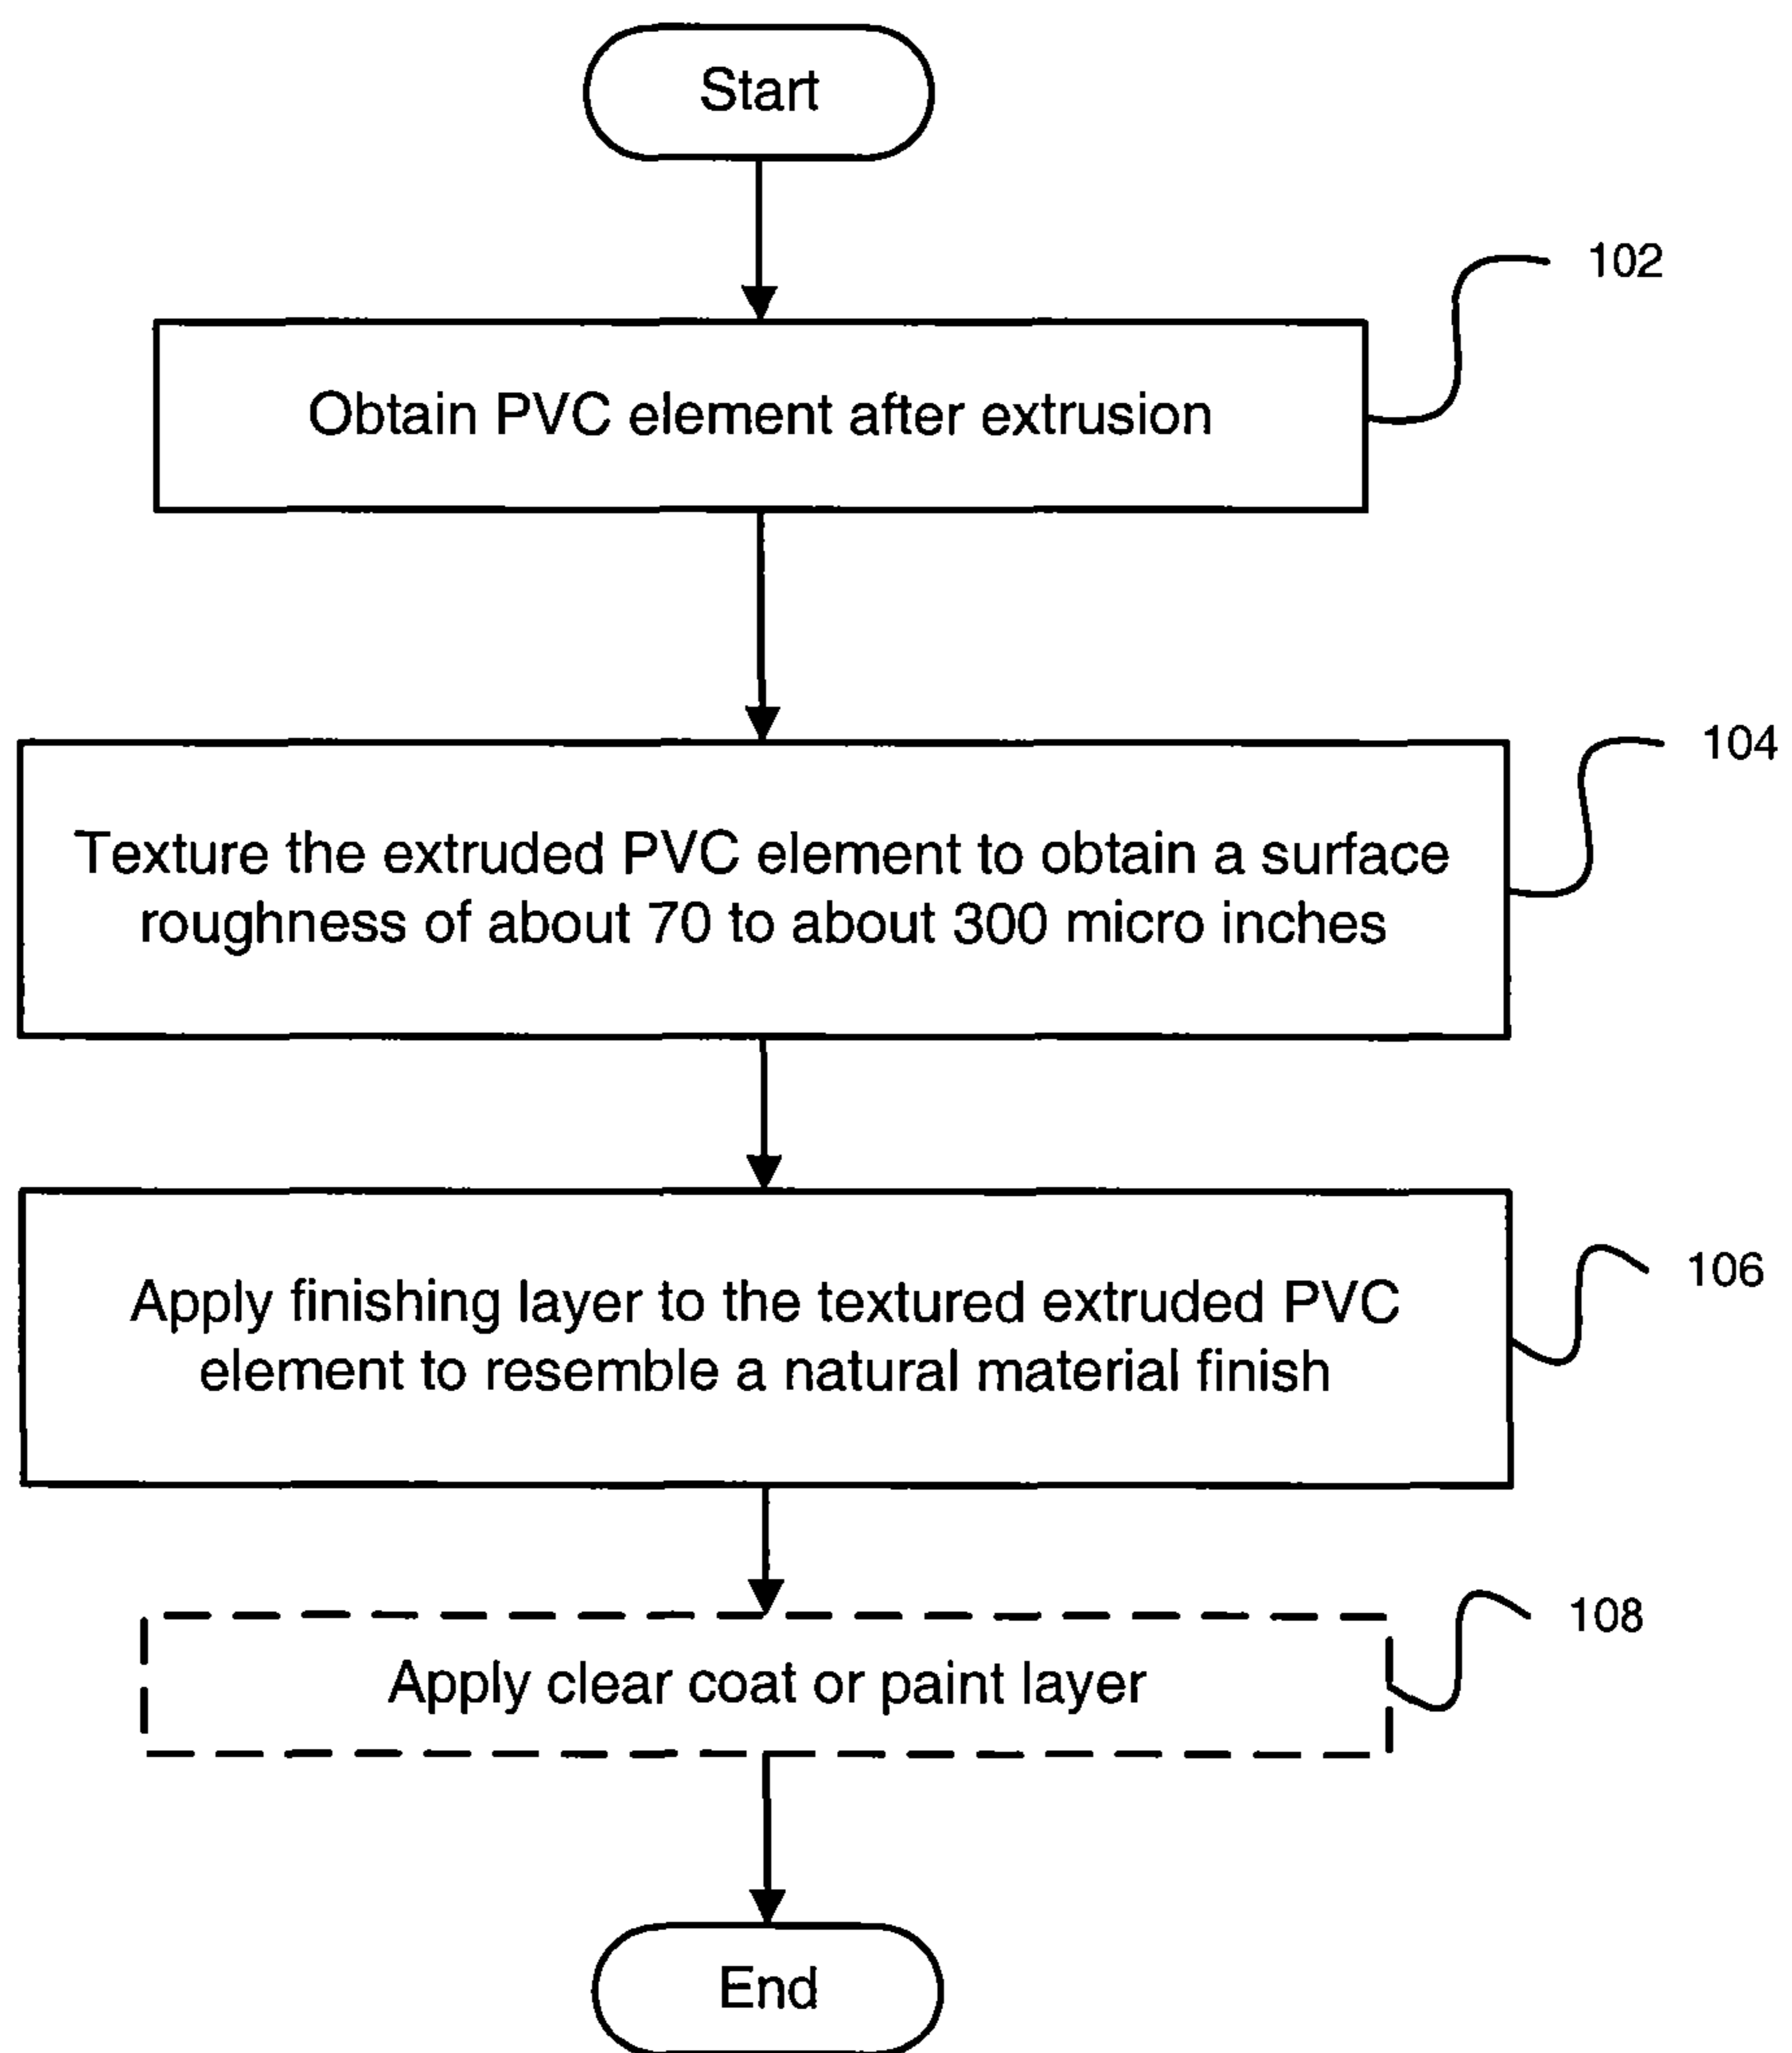 Start
102
Obtain PVC element after extrusion
104
Texture the extruded PVC element to obtain a surface
roughness of about 70 to about 300 micro inches
106
Apply finishing layer to the textured extruded PVC
element to resemble a natural material finish
108
Apply clear coat or paint layer
End